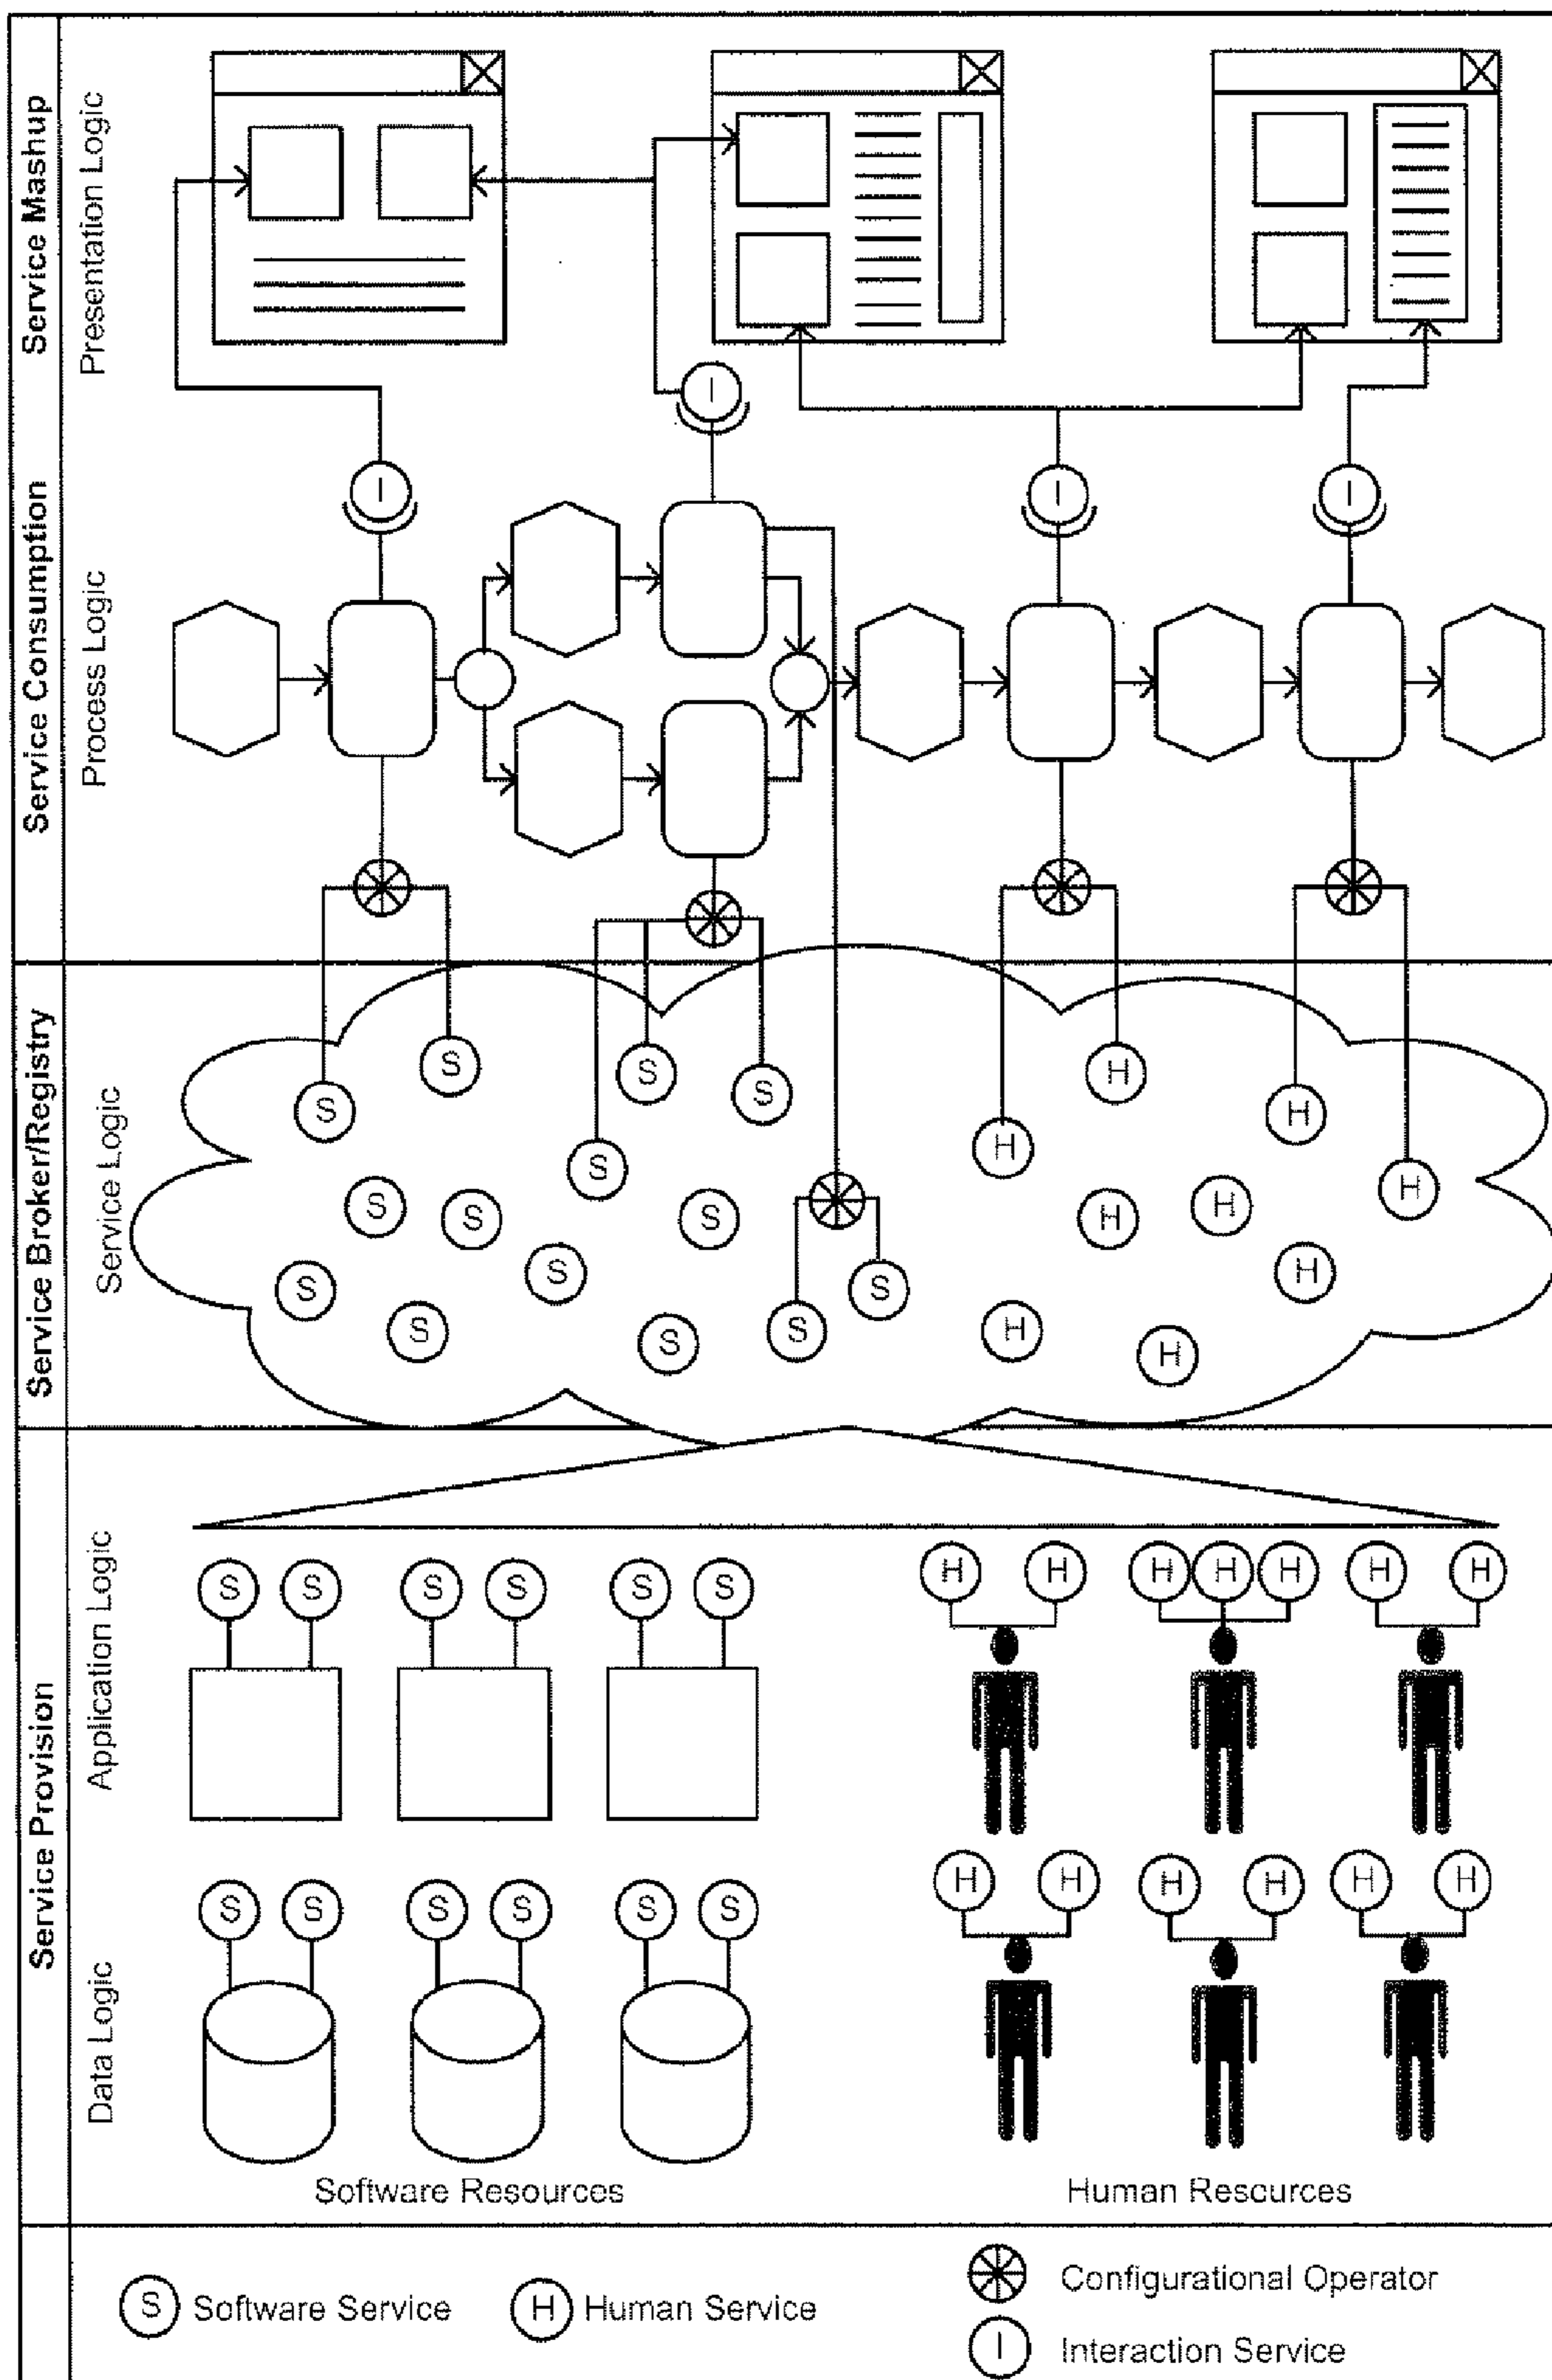 Service Mashup
Presentation Logic
I
I
I
I
Service Consumption
Process Logic
Service Broker/Registry
Service Logic
S S S S H H
S H H
S S S H H
S S S H
S S S H H
Service Provision
Application Logic
S S S S S S H H H H H H H
Data Logic
S S S S S S H H H H H H
Software Resources
Human Rescurces
S Software Service
H Human Service
Configurational Operator
I Interaction Service